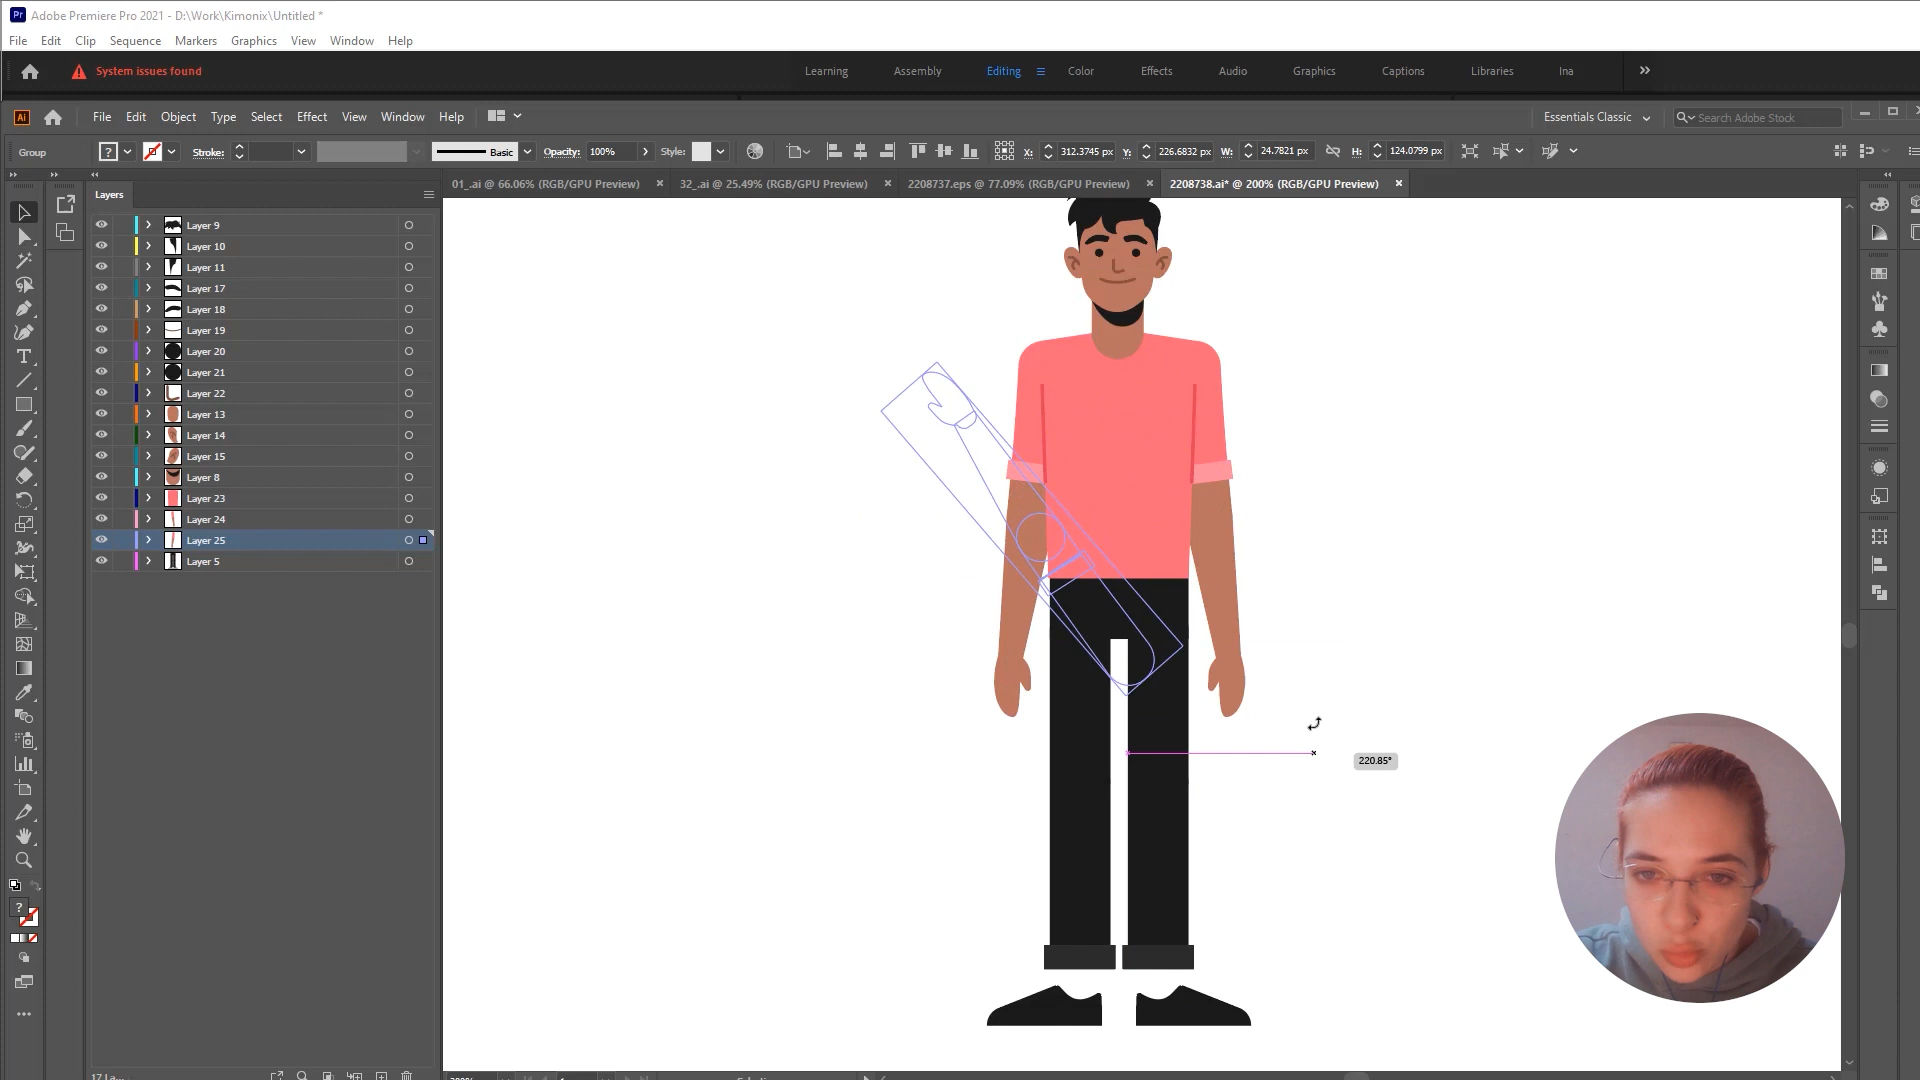 Pr Adobe Premiere Pro 2021 - D:\Work\Kimonix\Untitled *
File Edit Clip Sequence Markers Graphics View Window Help
System issues found Learning Assembly Editing Color Effects Audio Graphics Captions Libraries Ina
Ai File Edit Object Type Select Effect View Window Help Essentials Classic Search Adobe Stock
Group ? Stroke: Basic Opacity: 100% Style: X: 312.3745 px Y: 226.6832 px W: 24.7821 px H: 124.0799 px
01_.ai @ 66.06% (RGB/GPU Preview) × 32_.ai @ 25.49% (RGB/GPU Preview) × 2208737.eps @ 77.09% (RGB/GPU Preview) × 2208738.ai* @ 200% (RGB/GPU Preview) ×
Layers
Layer 9
Layer 10
Layer 11
Layer 17
Layer 18
Layer 19
Layer 20
Layer 21
Layer 22
Layer 13
Layer 14
Layer 15
Layer 8
Layer 23
Layer 24
Layer 25
Layer 5
220.85°
?
17 La...